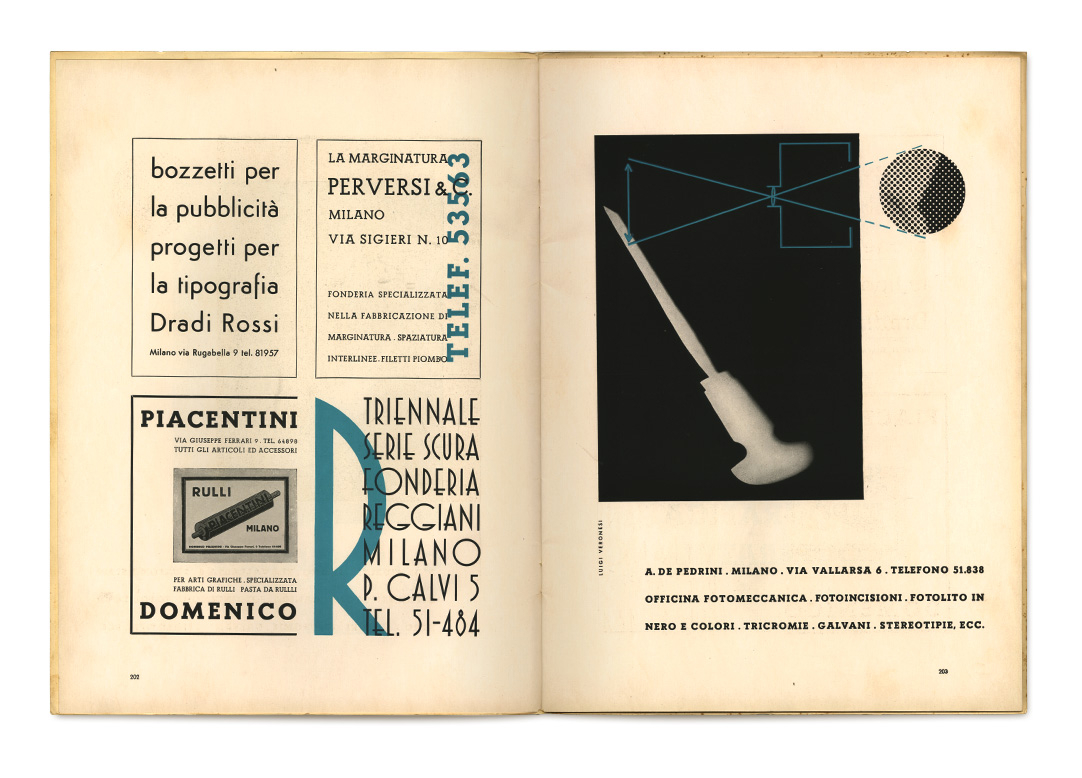 bozzetti per
la pubblicità
progetti per
la tipografia
Dradi Rossi
Milano via Rugabella 9 tel. 81957
LA MARGINATURA
PERVERSI & C.
MILANO
VIA SIGIERI N. 10
FONDERIA SPECIALIZZATA
NELLA FABBRICAZIONE DI
MARGINATURA . SPAZIATURA
INTERLINEE . FILETTI PIOMBO
TELEF. 53563
PIACENTINI
VIA GIUSEPPE FERRARI 9 . TEL. 64898
TUTTI GLI ARTICOLI ED ACCESSORI
RULLI
PIACENTINI
MILANO
PER ARTI GRAFICHE . SPECIALIZZATA
FABBRICA DI RULLI PASTA DA RULLLI
DOMENICO
R
TRIENNALE
SERIE SCURA
FONDERIA
REGGIANI
MILANO
P. CALVI 5
TEL. 51-484
202
LUIGI VERONESI
A. DE PEDRINI . MILANO . VIA VALLARSA 6 . TELEFONO 51.838
OFFICINA FOTOMECCANICA . FOTOINCISIONI . FOTOLITO IN
NERO E COLORI . TRICROMIE . GALVANI . STEREOTIPIE, ECC.
203